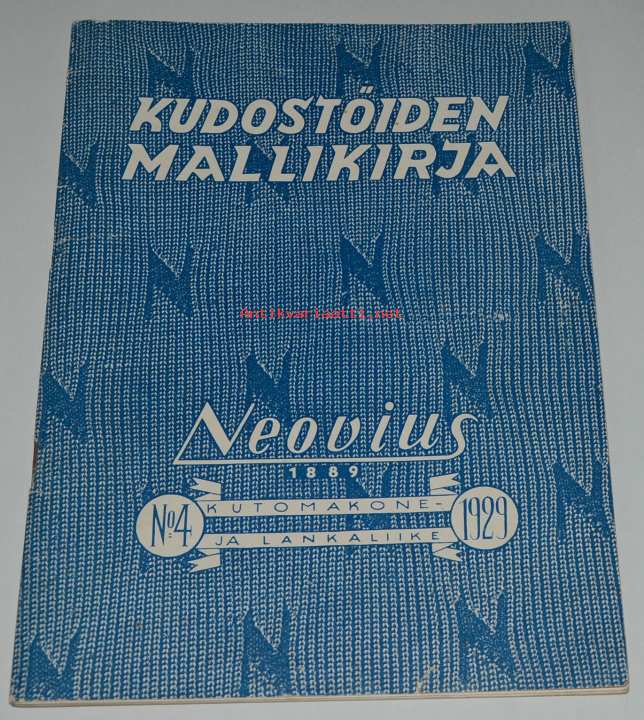 KUDOSTÖIDEN
MALLIKIRJA
Antikvariaatti.net
Neovius
1889
Nº4
KUTOMAKONE-
JA LANKALIIKE
1929